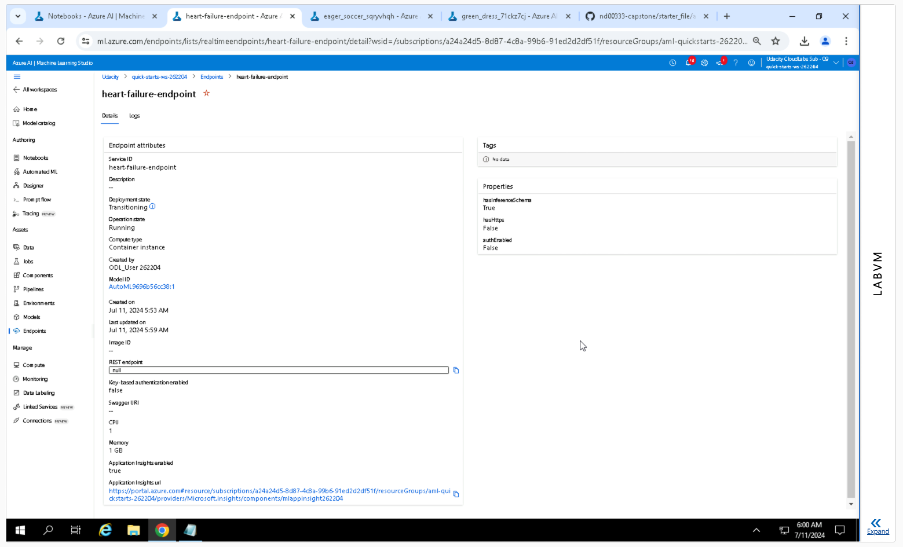 Notebooks - Azure AI | Machine
heart-failure-endpoint - Azure A
eager_soccer_sqryvhqh - Azure
green_dress_71ckz7cj - Azure AI
nd00333-capstone/starter_file/e
ml.azure.com/endpoints/lists/realtimeendpoints/heart-failure-endpoint/detail?wsid=/subscriptions/a24a24d5-8d87-4c8a-99b6-91ed2d2df51f/resourceGroups/aml-quickstarts-26220...
Azure AI | Machine Learning Studio
Udacity CloudLabs Sub - 09
quick-starts-ws-262204
Udacity > quick-starts-ws-262204 > Endpoints > heart-failure-endpoint
All workspaces
Home
Model catalog
Authoring
Notebooks
Automated ML
Designer
Prompt flow
Tracing PREVIEW
Assets
Data
Jobs
Components
Pipelines
Environments
Models
Endpoints
Manage
Compute
Monitoring
Data Labeling
Linked Services PREVIEW
Connections PREVIEW
heart-failure-endpoint
Details Logs
Endpoint attributes
Service ID
heart-failure-endpoint
Description
--
Deployment state
Transitioning
Operation state
Running
Compute type
Container instance
Created by
ODL_User 262204
Model ID
AutoML9696b56cc38:1
Created on
Jul 11, 2024 5:53 AM
Last updated on
Jul 11, 2024 5:59 AM
Image ID
--
REST endpoint
null
Key-based authentication enabled
false
Swagger URI
--
CPU
1
Memory
1 GB
Application Insights enabled
true
Application Insights url
https://portal.azure.com#resource/subscriptions/a24a24d5-8d87-4c8a-99b6-91ed2d2df51f/resourceGroups/aml-qui
ckstarts-262204/providers/Microsoft.Insights/components/mlappinsight262204
Tags
No data
Properties
hasInferenceSchema
True
hasHttps
False
authEnabled
False
LABVM
Expand
6:00 AM
7/11/2024